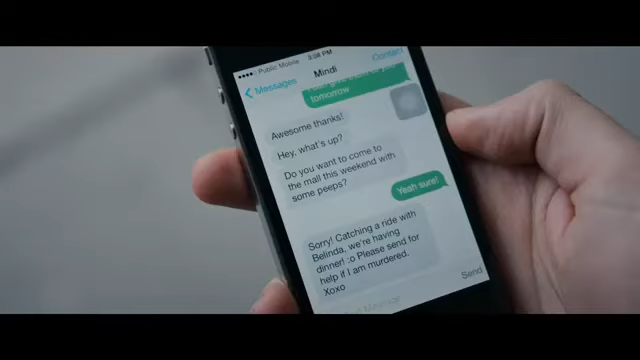 Public Mobile 3:08 PM
Messages Mindi Contact
tomorrow
Awesome thanks!
Hey, what's up?
Do you want to come to
the mall this weekend with
some peeps?
Yeah sure!
Sorry! Catching a ride with
Belinda, we're having
dinner! :o Please send for
help if I am murdered.
Xoxo
Send